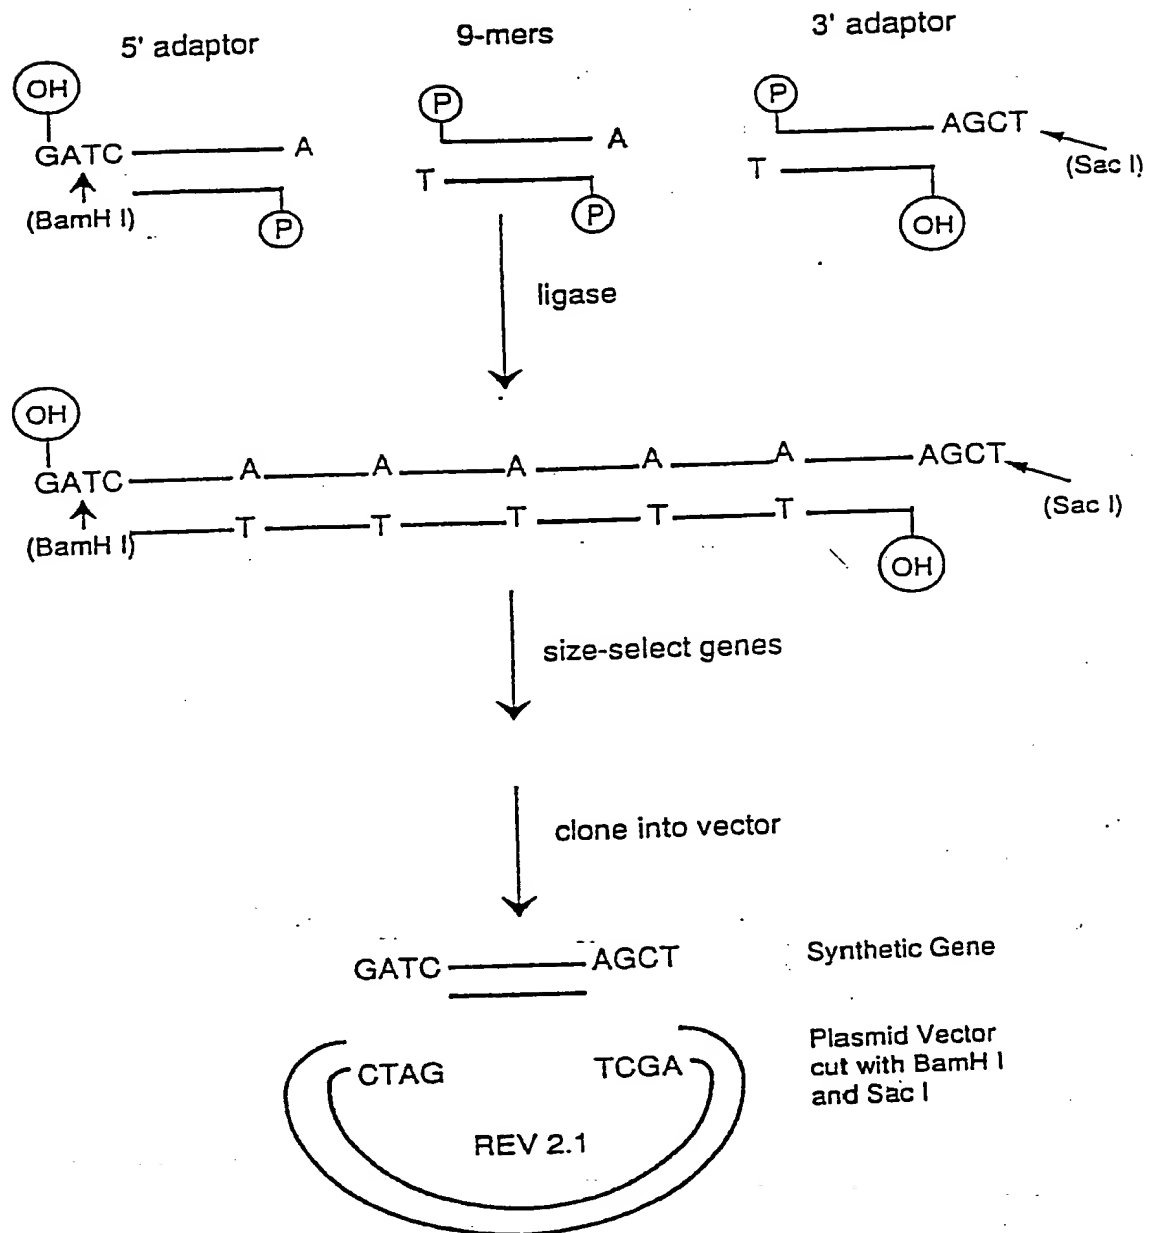 5' adaptor
9-mers
3' adaptor
OH
P
P
GATC
A
A
AGCT
(Sac I)
T
T
(BamH I)
P
P
OH
ligase
OH
GATC
A
A
A
A
A
AGCT
(Sac I)
(BamH I)
T
T
T
T
T
OH
size-select genes
clone into vector
GATC
AGCT
Synthetic Gene
CTAG
TCGA
Plasmid Vector
cut with BamH I
and Sac I
REV 2.1